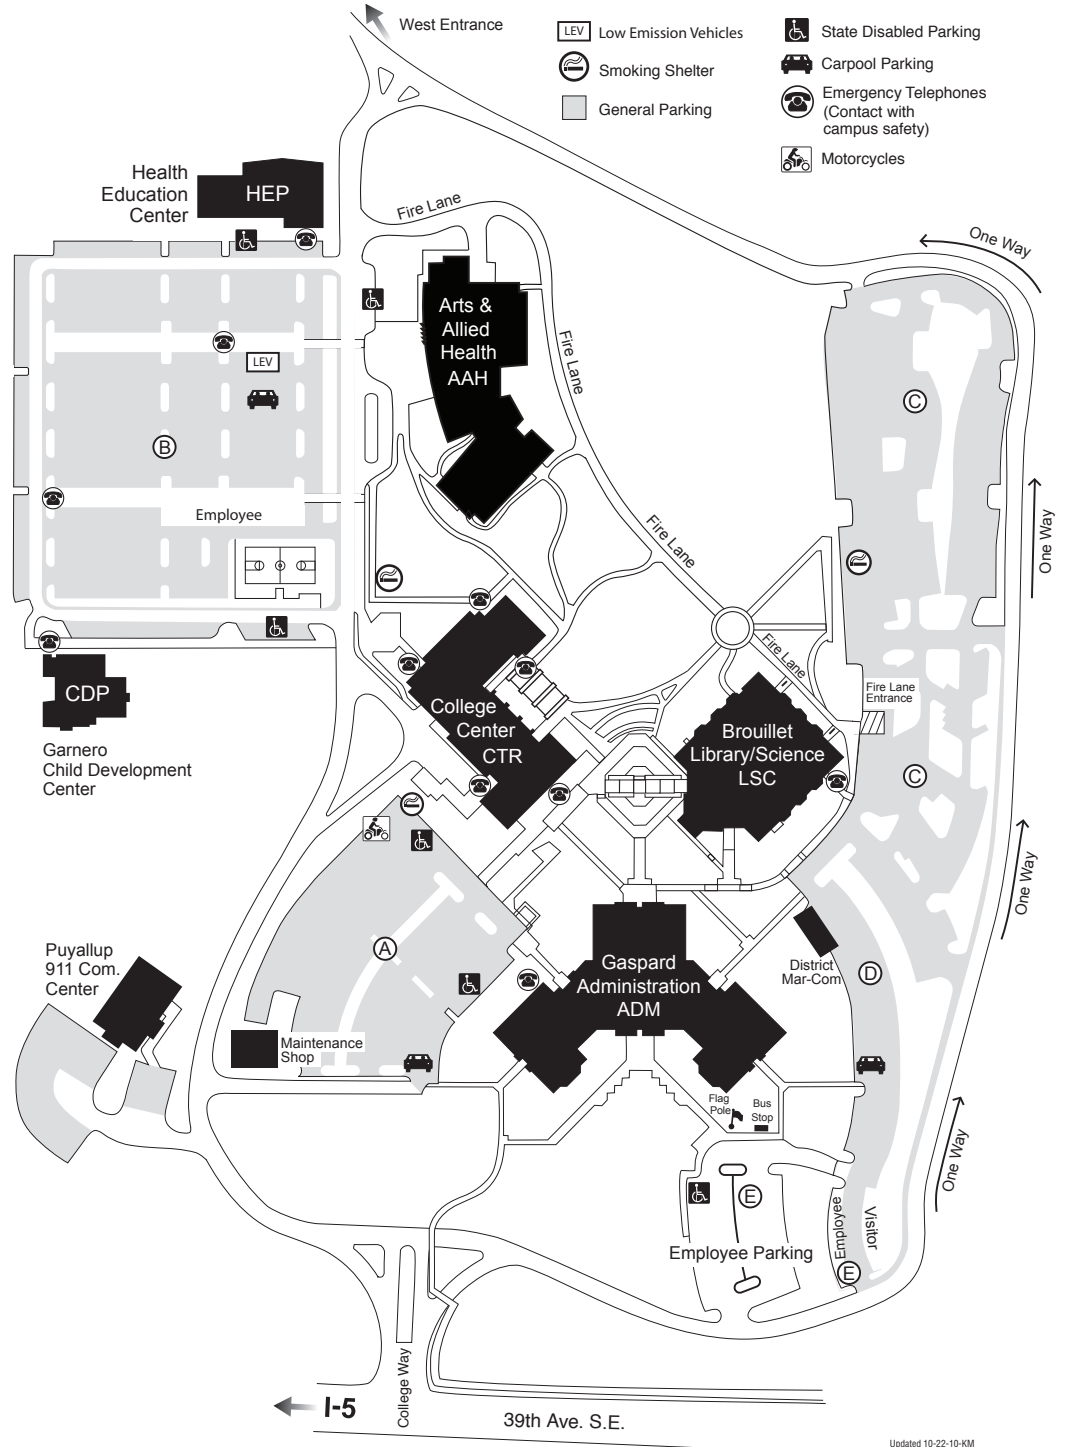 West Entrance
LEV Low Emission Vehicles
Smoking Shelter
General Parking
State Disabled Parking
Carpool Parking
Emergency Telephones
(Contact with
campus safety)
Motorcycles
Health
Education
Center
HEP
Fire Lane
One Way
Arts &
Allied
Health
AAH
Fire Lane
LEV
C
B
Employee
Fire Lane
One Way
Fire Lane
CDP
Garnero
Child Development
Center
College
Center
CTR
Fire Lane
Entrance
Brouillet
Library/Science
LSC
C
One Way
A
Puyallup
911 Com.
Center
Gaspard
Administration
ADM
District
Mar-Com
D
Maintenance
Shop
Flag
Pole
Bus
Stop
One Way
E
Employee
Visitor
Employee Parking
E
I-5
College Way
39th Ave. S.E.
Updated 10-22-10-KM